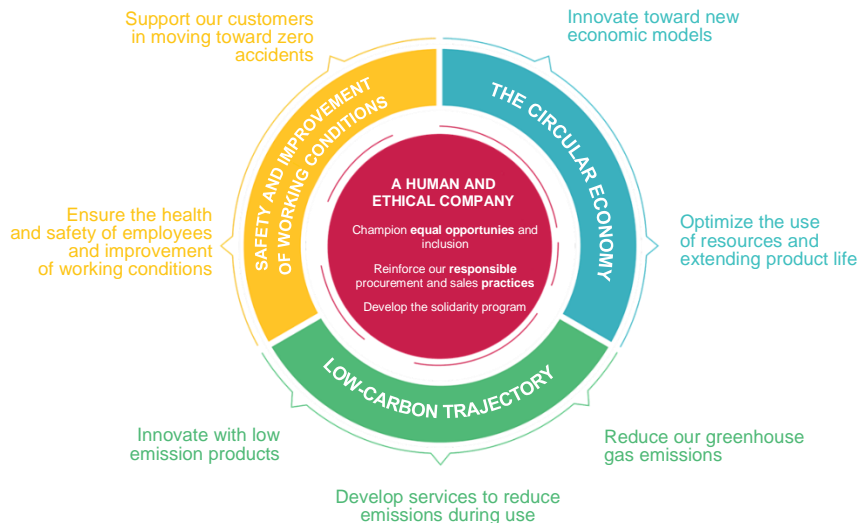 Support our customers
in moving toward zero
accidents
Innovate toward new
economic models
SAFETY AND IMPROVEMENT
OF WORKING CONDITIONS
THE CIRCULAR ECONOMY
A HUMAN AND
ETHICAL COMPANY
Champion equal opportunies and
inclusion
Reinforce our responsible
procurement and sales practices
Develop the solidarity program
Ensure the health
and safety of employees
and improvement
of working conditions
Optimize the use
of resources and
extending product life
LOW-CARBON TRAJECTORY
Innovate with low
emission products
Reduce our greenhouse
gas emissions
Develop services to reduce
emissions during use